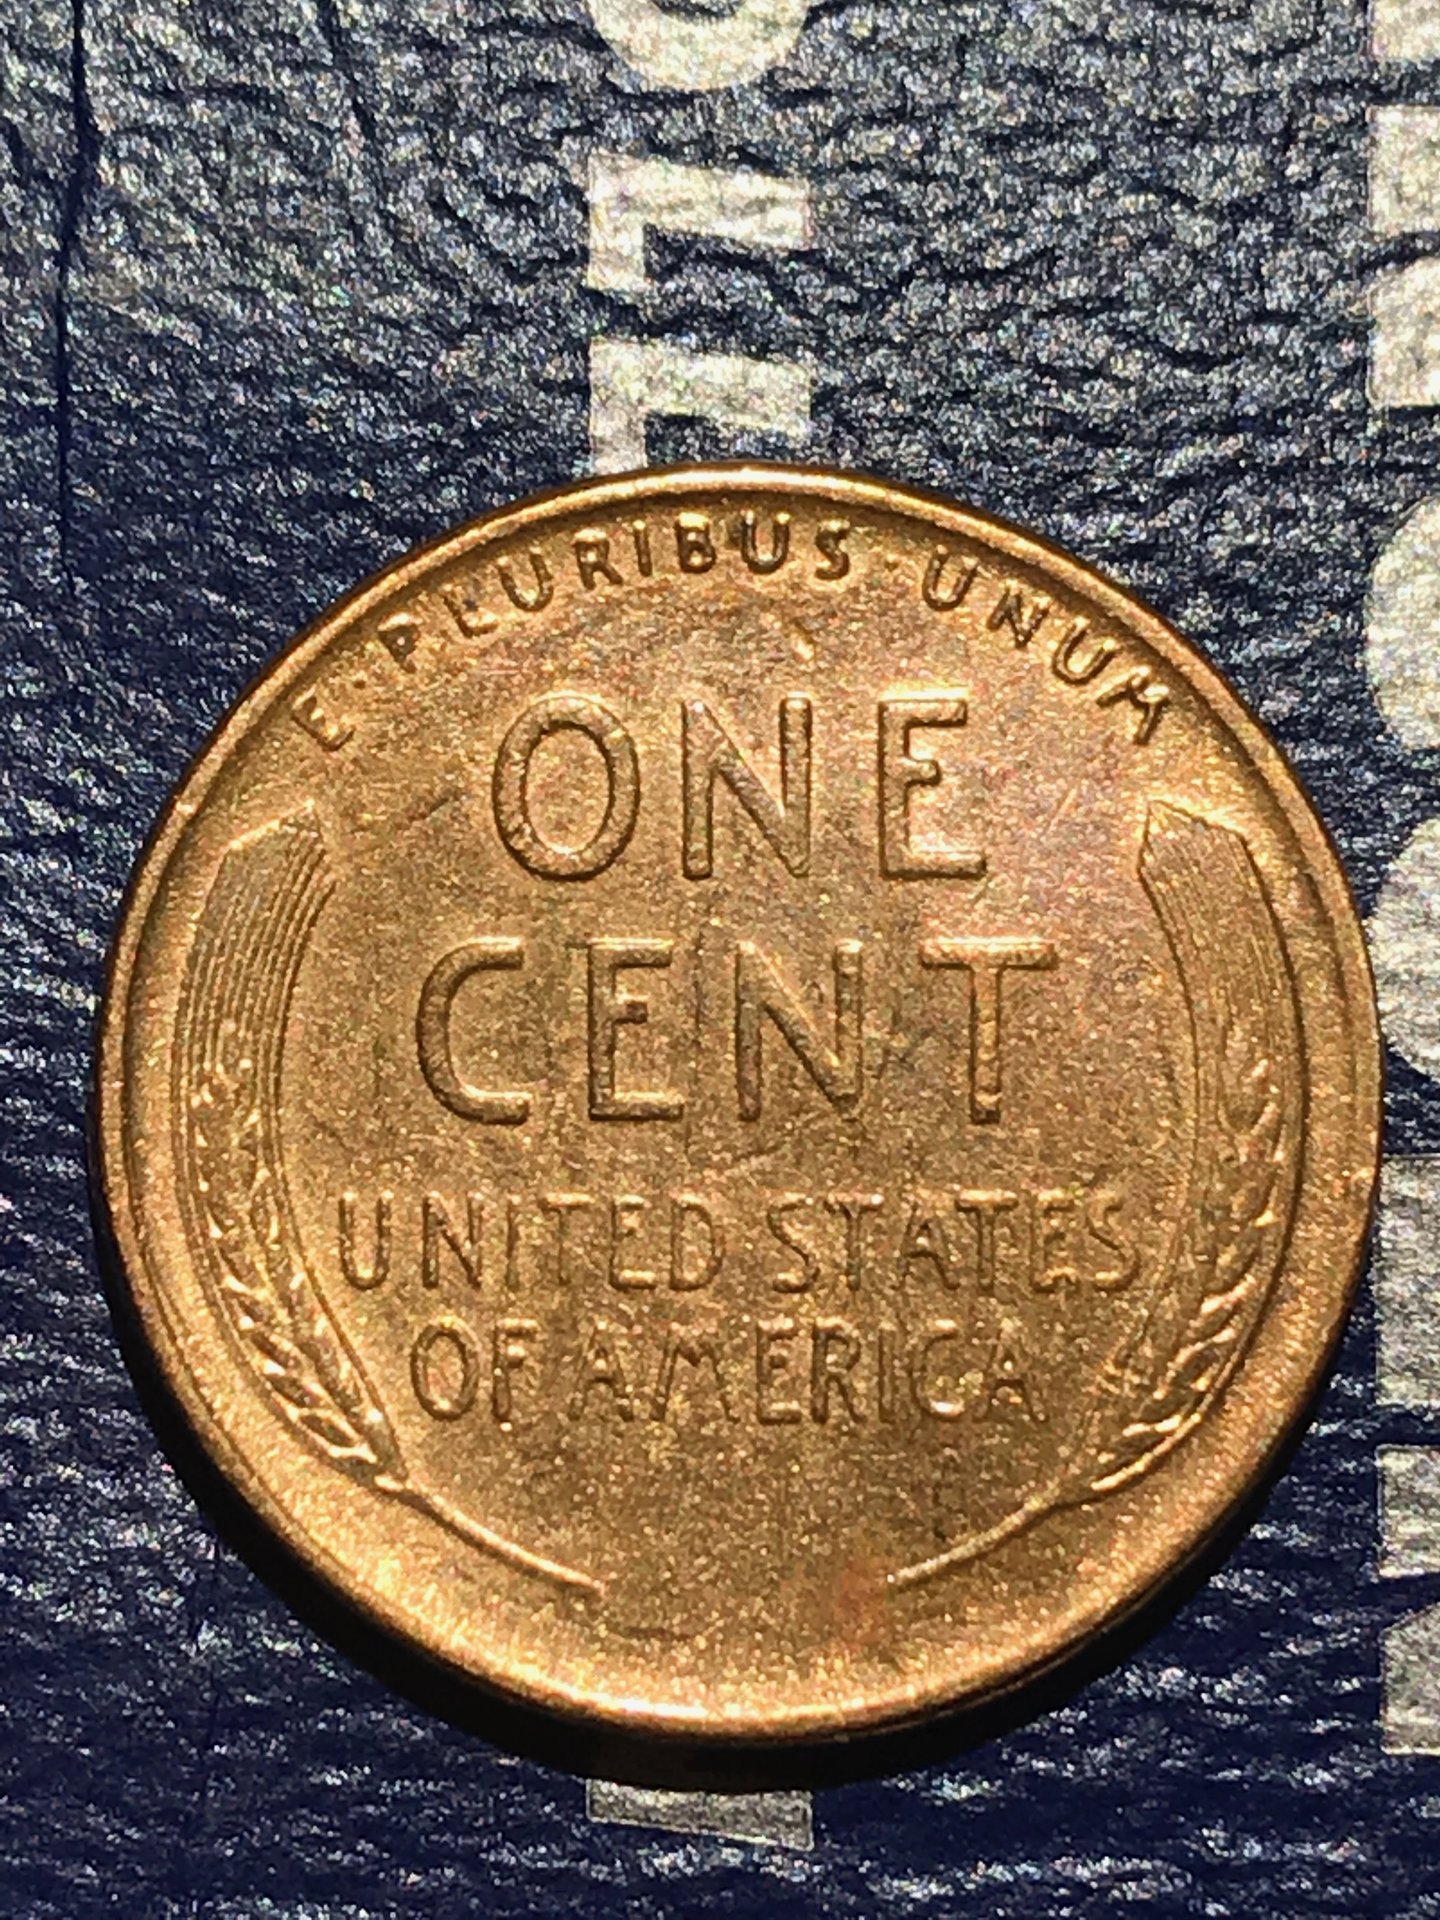 E·PLURIBUS·UNUM
ONE
CENT
UNITED STATES
OF AMERICA